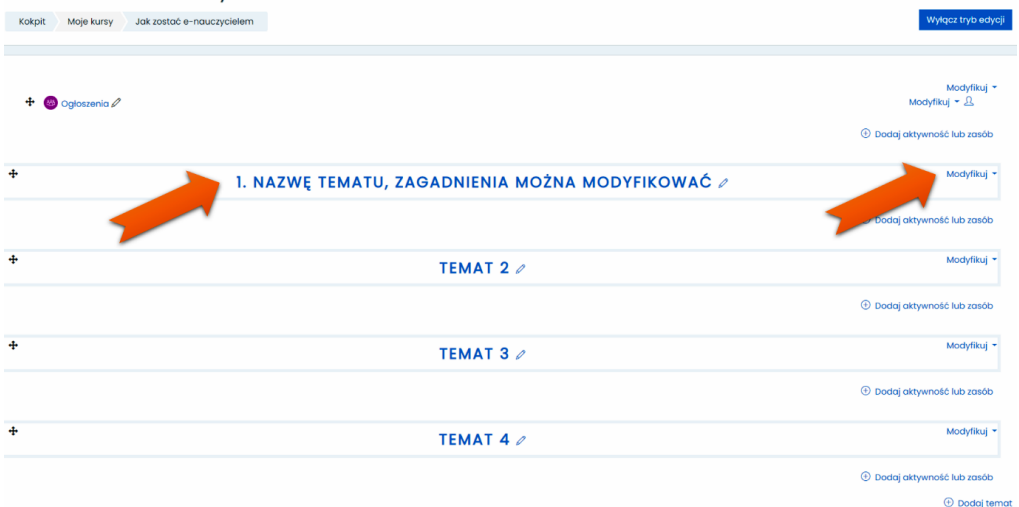 Kokpit Moje kursy Jak zostać e-nauczycielem
Wyłącz tryb edycji
Modyfikuj
Ogłoszenia
Modyfikuj
Dodaj aktywność lub zasób
1. NAZWĘ TEMATU, ZAGADNIENIA MOŻNA MODYFIKOWAĆ
Modyfikuj
Dodaj aktywność lub zasób
TEMAT 2
Modyfikuj
Dodaj aktywność lub zasób
TEMAT 3
Modyfikuj
Dodaj aktywność lub zasób
TEMAT 4
Modyfikuj
Dodaj aktywność lub zasób
Dodaj temat